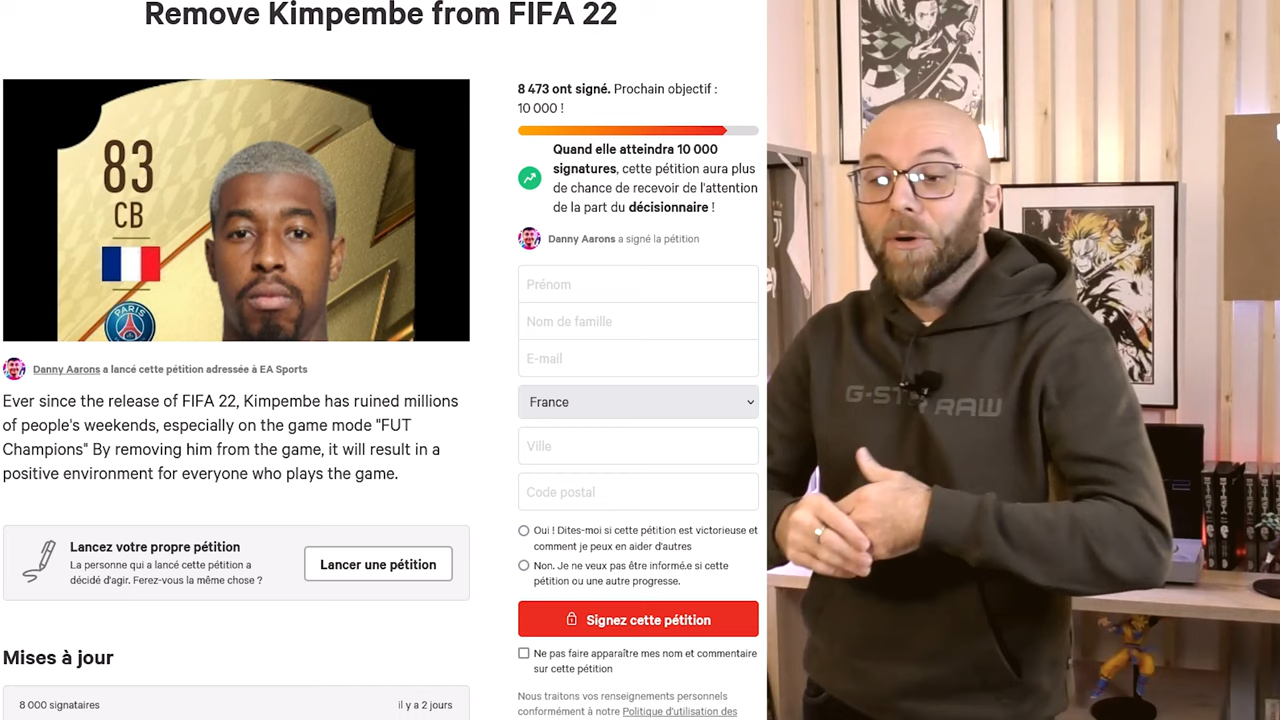 Remove Kimpembe from FIFA 22
83
CB
PARIS
Danny Aarons a lancé cette pétition adressée à EA Sports
Ever since the release of FIFA 22, Kimpembe has ruined millions
of people's weekends, especially on the game mode "FUT
Champions" By removing him from the game, it will result in a
positive environment for everyone who plays the game.
Lancez votre propre pétition
La personne qui a lancé cette pétition a
décidé d'agir. Ferez-vous la même chose ?
Lancer une pétition
Mises à jour
8 000 signataires
il y a 2 jours
8 473 ont signé. Prochain objectif :
10 000 !
Quand elle atteindra 10 000
signatures, cette pétition aura plus
de chance de recevoir de l'attention
de la part du décisionnaire !
Danny Aarons a signé la pétition
Prénom
Nom de famille
E-mail
France
Ville
Code postal
Oui ! Dites-moi si cette pétition est victorieuse et
comment je peux en aider d'autres
Non. Je ne veux pas être informé.e si cette
pétition ou une autre progresse.
Signez cette pétition
Ne pas faire apparaître mes nom et commentaire
sur cette pétition
Nous traitons vos renseignements personnels
conformément à notre Politique d'utilisation des
RAW